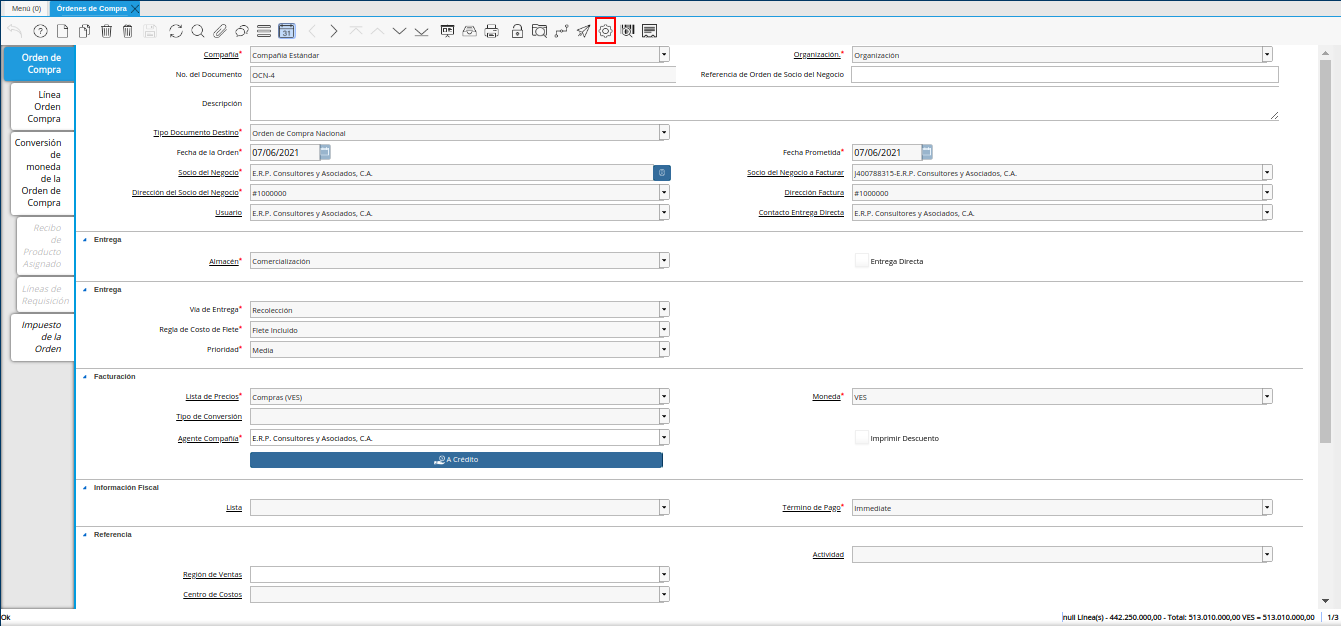 Menú (0)
Órdenes de Compra
31
Orden de
Compra
Línea
Orden
Compra
Conversión
de
moneda
de la
Orden de
Compra
Recibo
de
Producto
Asignado
Líneas de
Requisición
Impuesto
de la
Orden
Compañía* Compañía Estándar
Organización.* Organización
No. del Documento OCN-4
Referencia de Orden de Socio del Negocio
Descripción
Tipo Documento Destino* Orden de Compra Nacional
Fecha de la Orden* 07/06/2021
Fecha Prometida* 07/06/2021
Socio del Negocio* E.R.P. Consultores y Asociados, C.A.
Socio del Negocio a Facturar J400788315-E.R.P. Consultores y Asociados, C.A.
Dirección del Socio del Negocio* #1000000
Dirección Factura #1000000
Usuario E.R.P. Consultores y Asociados, C.A.
Contacto Entrega Directa E.R.P. Consultores y Asociados, C.A.
Entrega
Almacén* Comercialización
Entrega Directa
Entrega
Vía de Entrega* Recolección
Regla de Costo de Flete* Flete Incluido
Prioridad* Media
Facturación
Lista de Precios* Compras (VES)
Moneda* VES
Tipo de Conversión
Agente Compañía* E.R.P. Consultores y Asociados, C.A.
Imprimir Descuento
A Crédito
Información Fiscal
Lista
Término de Pago* Immediate
Referencia
Actividad
Región de Ventas
Centro de Costos
Ok
null Línea(s) - 442.250.000,00 - Total: 513.010.000,00 VES = 513.010.000,00
1/3